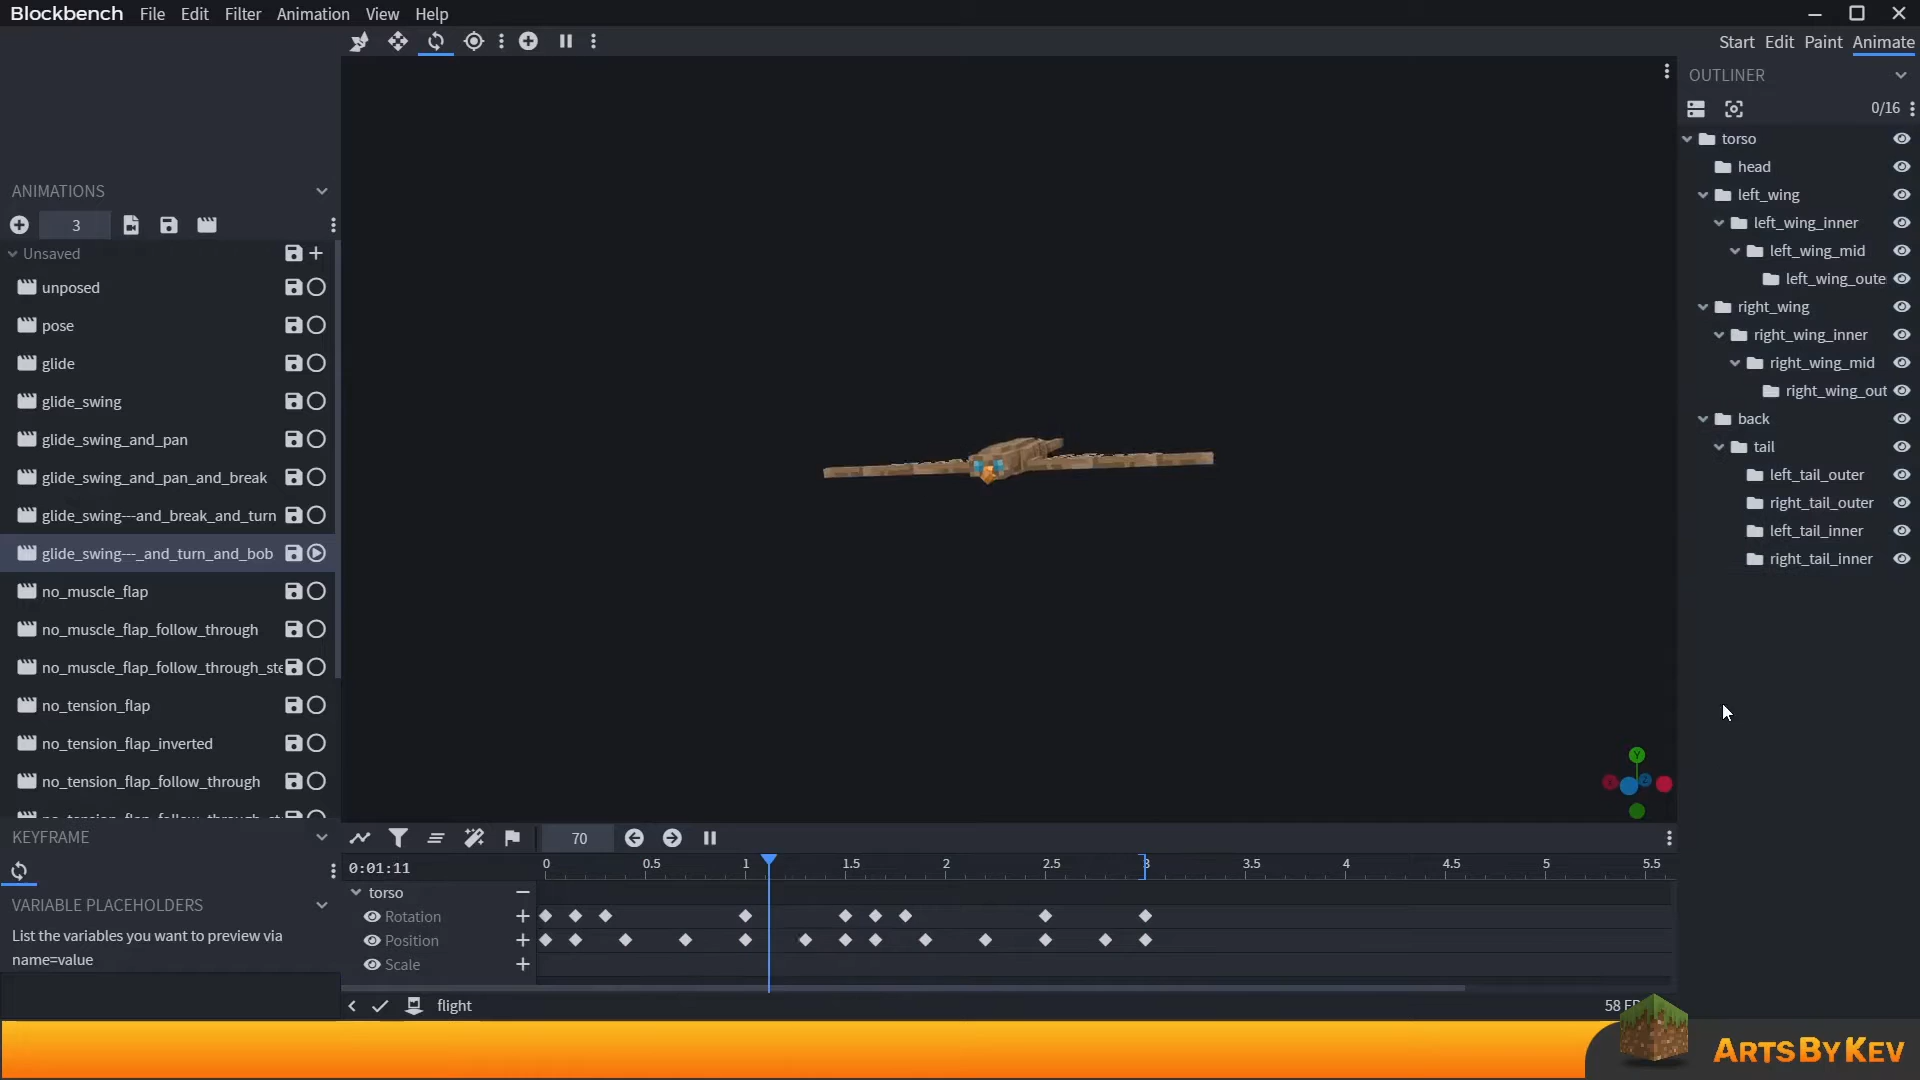 Blockbench File Edit Filter Animation View Help
Start Edit Paint Animate
ANIMATIONS
3
Unsaved
unposed
pose
glide
glide_swing
glide_swing_and_pan
glide_swing_and_pan_and_break
glide_swing---and_break_and_turn
glide_swing---_and_turn_and_bob
no_muscle_flap
no_muscle_flap_follow_through
no_muscle_flap_follow_through_ste
no_tension_flap
no_tension_flap_inverted
no_tension_flap_follow_through
KEYFRAME
VARIABLE PLACEHOLDERS
List the variables you want to preview via
name=value
OUTLINER
0/16
torso
head
left_wing
left_wing_inner
left_wing_mid
left_wing_oute
right_wing
right_wing_inner
right_wing_mid
right_wing_out
back
tail
left_tail_outer
right_tail_outer
left_tail_inner
right_tail_inner
Y
Z
70
0:01:11
0 0.5 1 1.5 2 2.5 3 3.5 4 4.5 5 5.5
torso
Rotation
Position
Scale
flight
58 FP
ARTSBYKEV